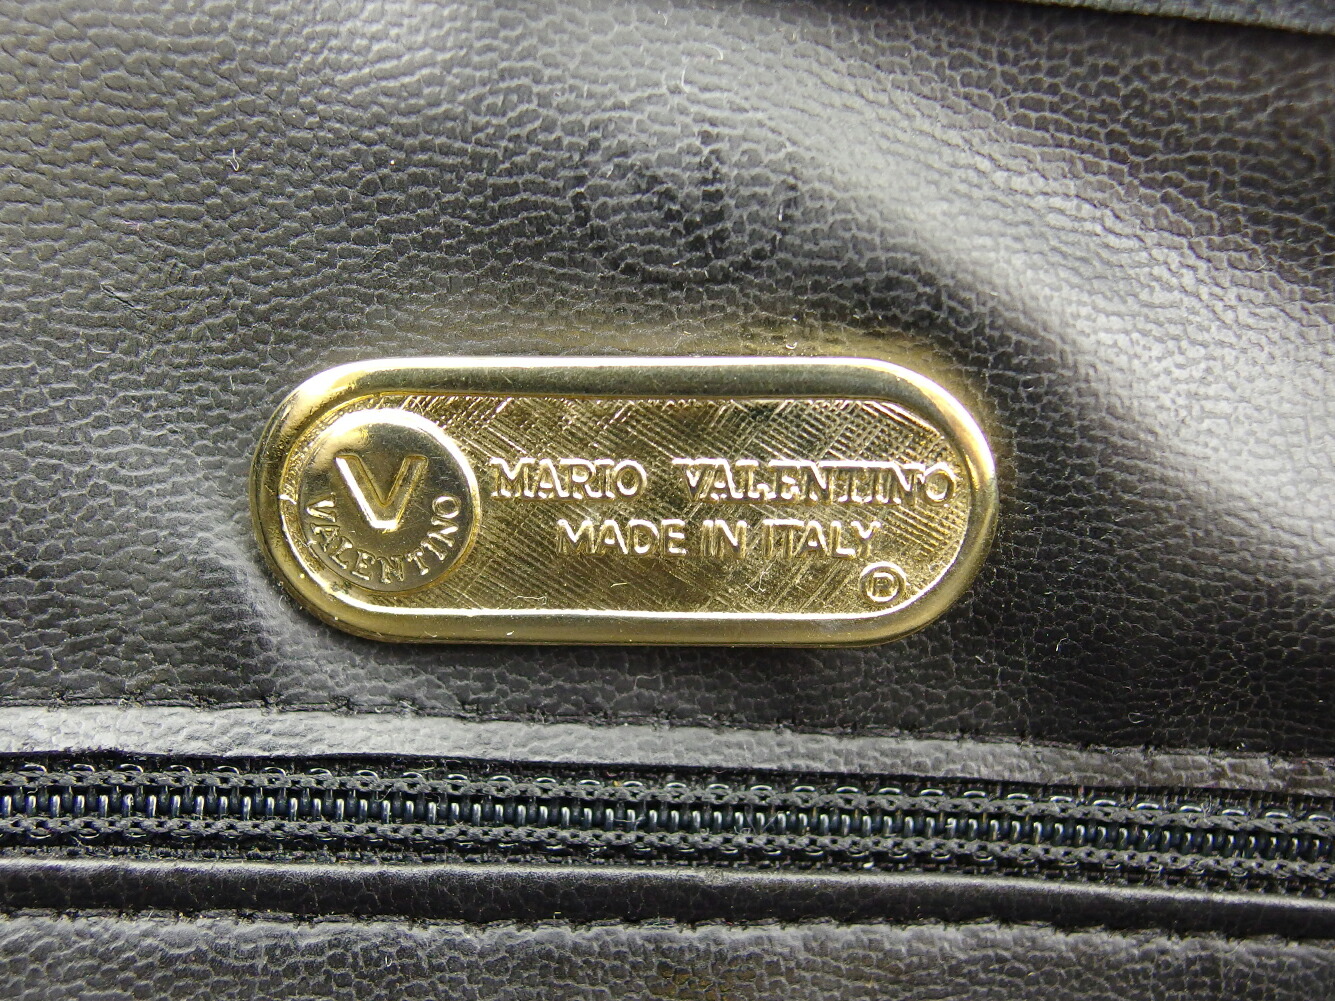 V
VALENTINO
MARIO VALENTINO
MADE IN ITALY
®